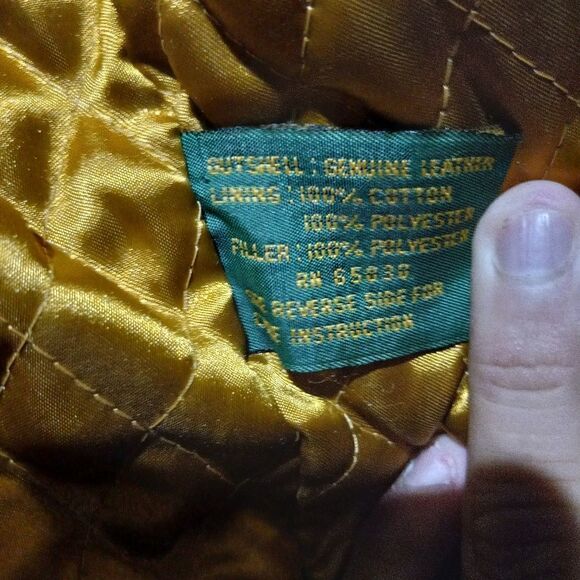 OUTSHELL : GENUINE LEATHER
LINING : 100% COTTON
100% POLYESTER
FILLER : 100% POLYESTER
RN 65030
REVERSE SIDE FOR
INSTRUCTION